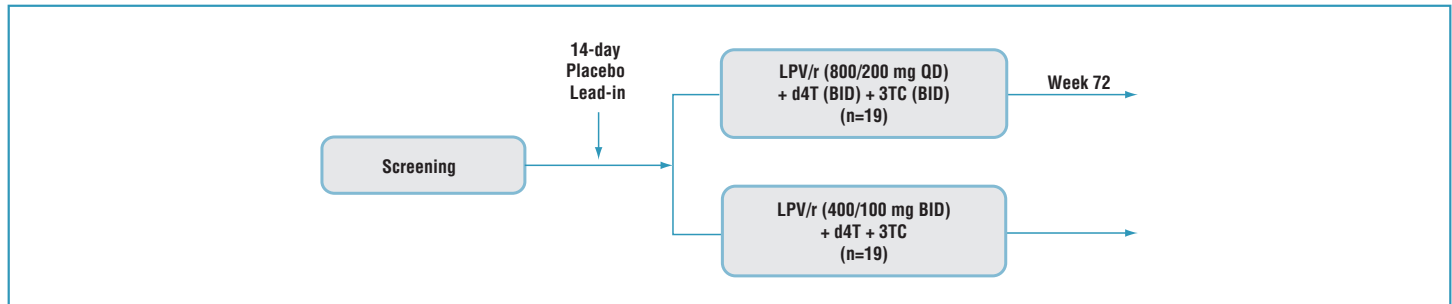 14-day
Placebo
Lead-in
Screening
LPV/r (800/200 mg QD)
+ d4T (BID) + 3TC (BID)
(n=19)
Week 72
LPV/r (400/100 mg BID)
+ d4T + 3TC
(n=19)